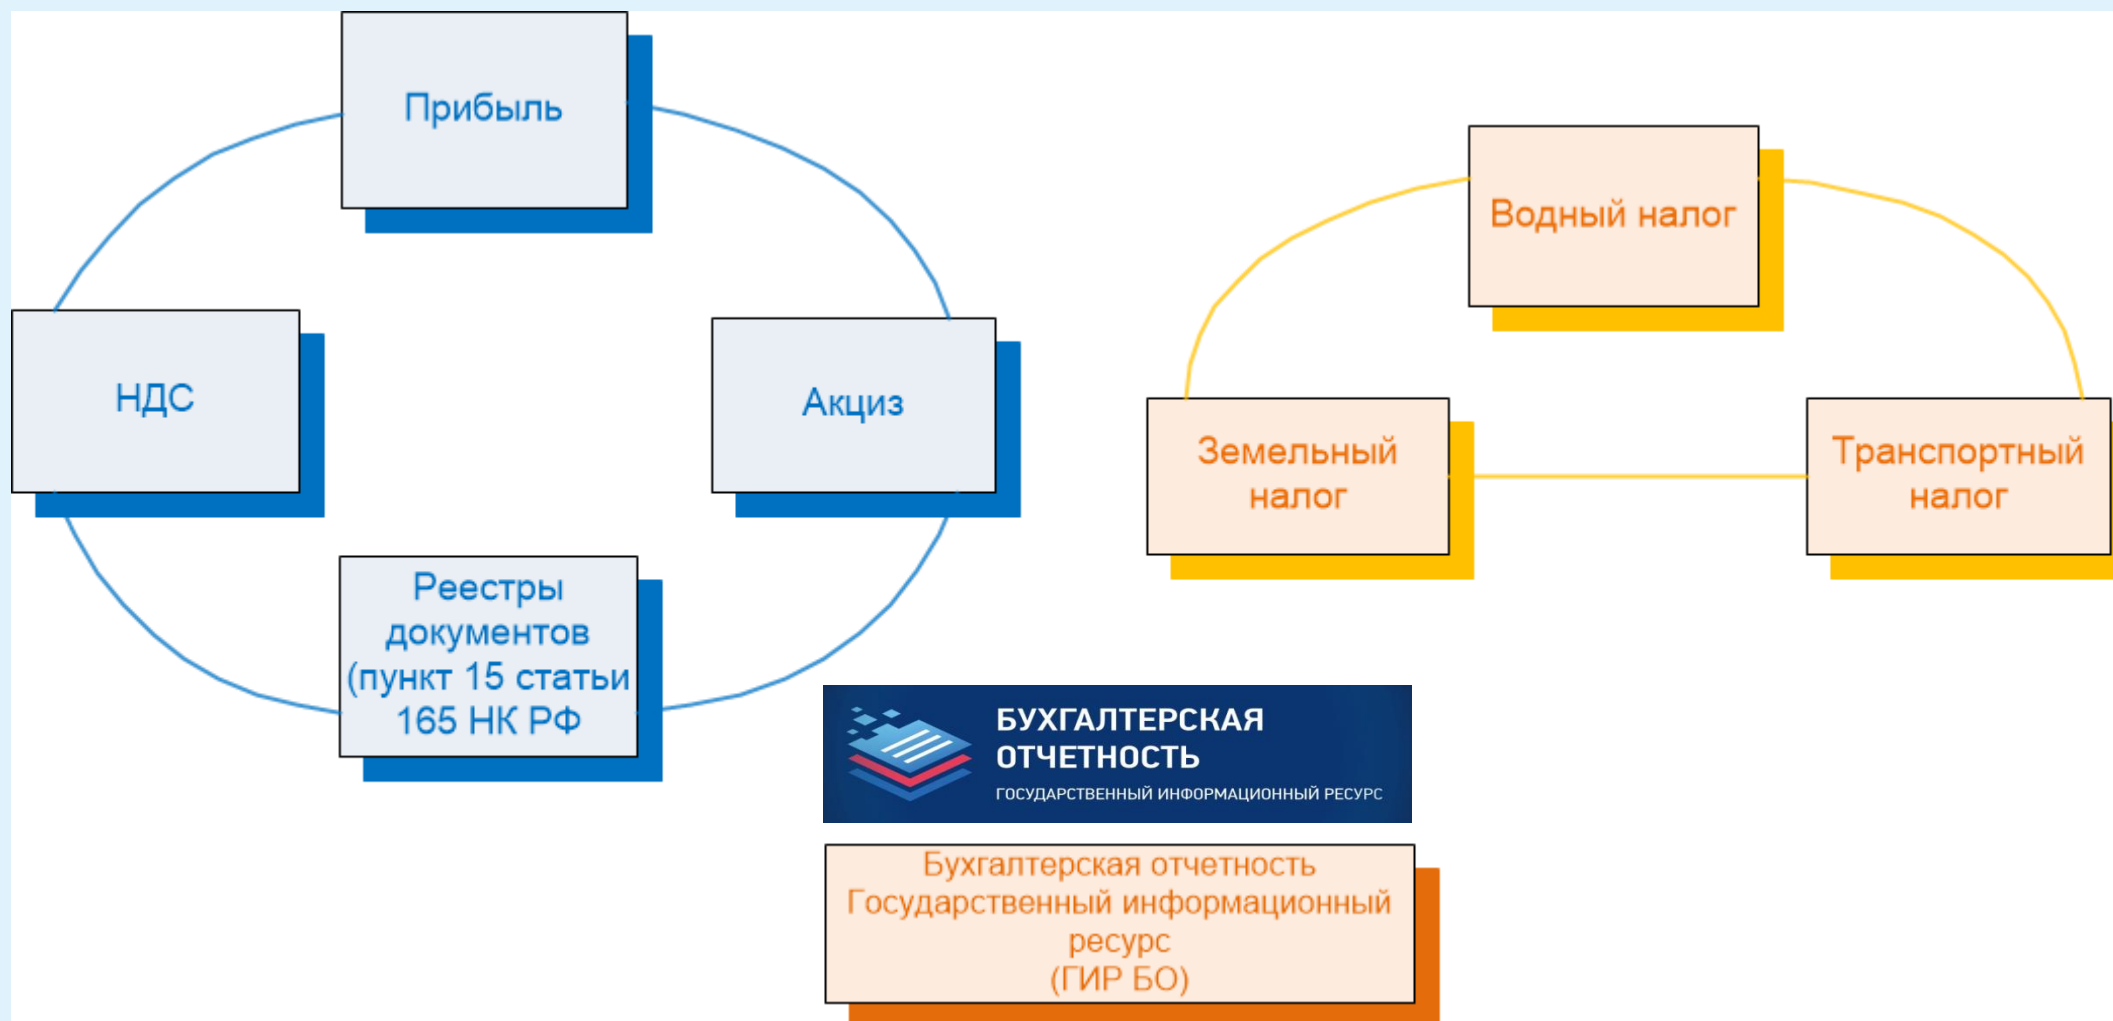 Прибыль
НДС
Акциз
Реестры
документов
(пункт 15 статьи
165 НК РФ
Водный налог
Земельный
налог
Транспортный
налог
БУХГАЛТЕРСКАЯ
ОТЧЕТНОСТЬ
ГОСУДАРСТВЕННЫЙ ИНФОРМАЦИОННЫЙ РЕСУРС
Бухгалтерская отчетность
Государственный информационный
ресурс
(ГИР БО)